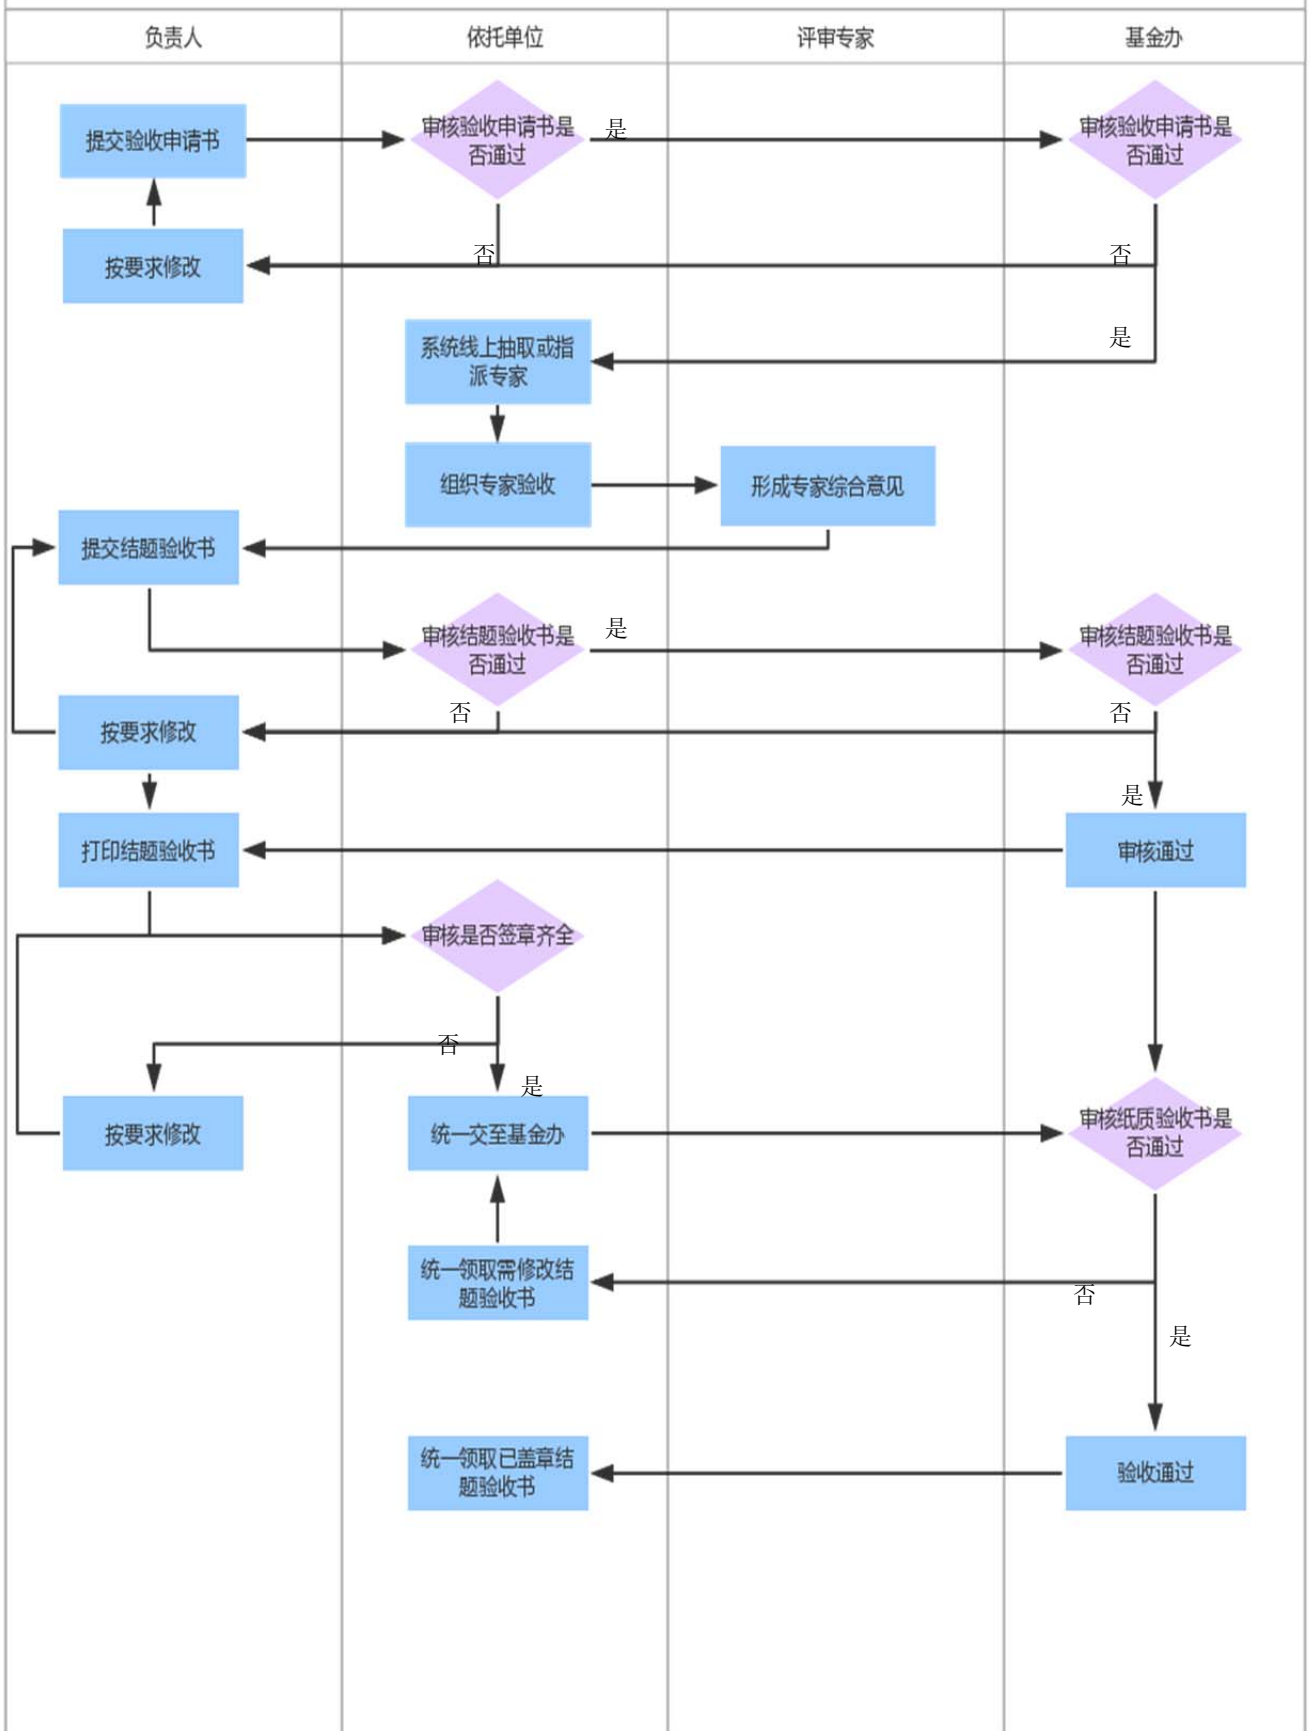 负责人
依托单位
评审专家
基金办
提交验收申请书
审核验收申请书是
否通过
是
审核验收申请书是
否通过
按要求修改
否
否
是
系统线上抽取或指
派专家
组织专家验收
形成专家综合意见
提交结题验收书
审核结题验收书是
否通过
是
审核结题验收书是
否通过
按要求修改
否
否
是
打印结题验收书
审核通过
审核是否签章齐全
否
是
按要求修改
统一交至基金办
审核纸质验收书是
否通过
统一领取需修改结
题验收书
否
是
统一领取已盖章结
题验收书
验收通过